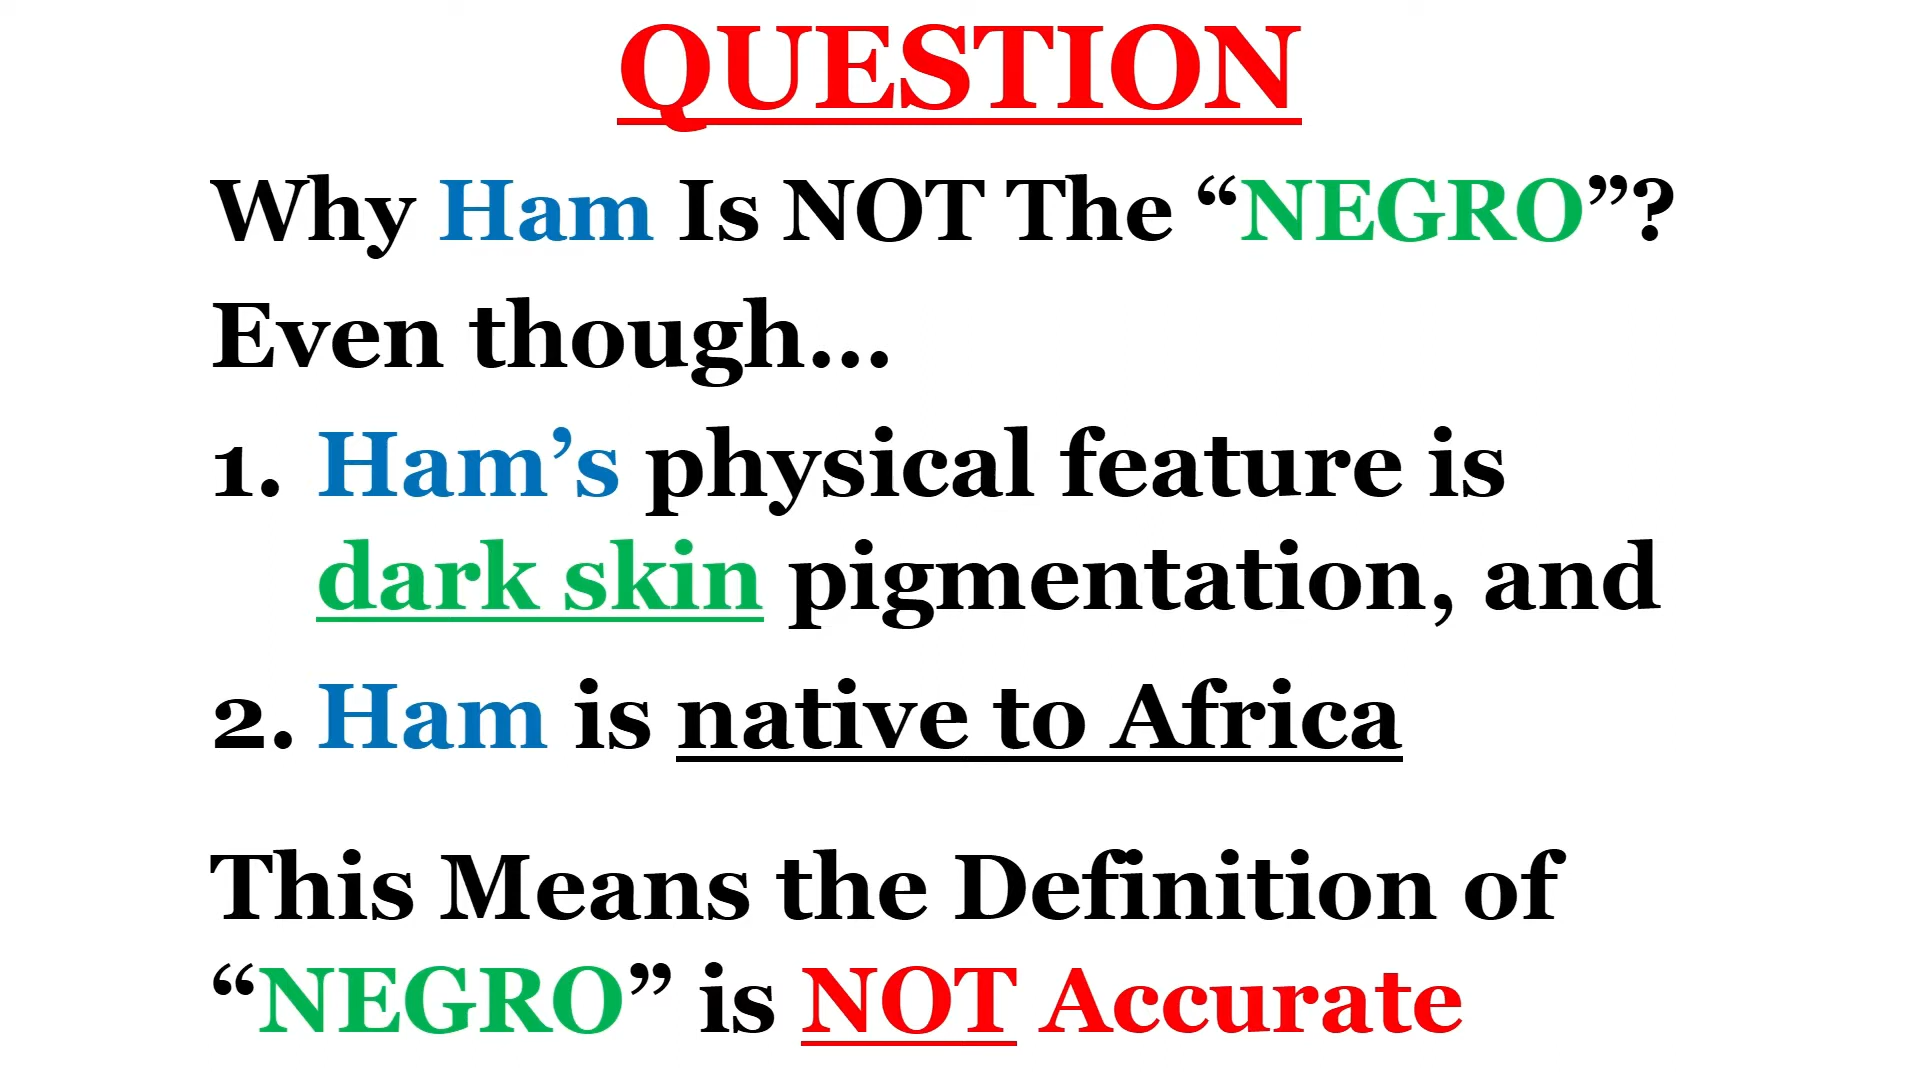 QUESTION
Why Ham Is NOT The “NEGRO”?
Even though…
1. Ham’s physical feature is
dark skin pigmentation, and
2. Ham is native to Africa
This Means the Definition of
“NEGRO” is NOT Accurate